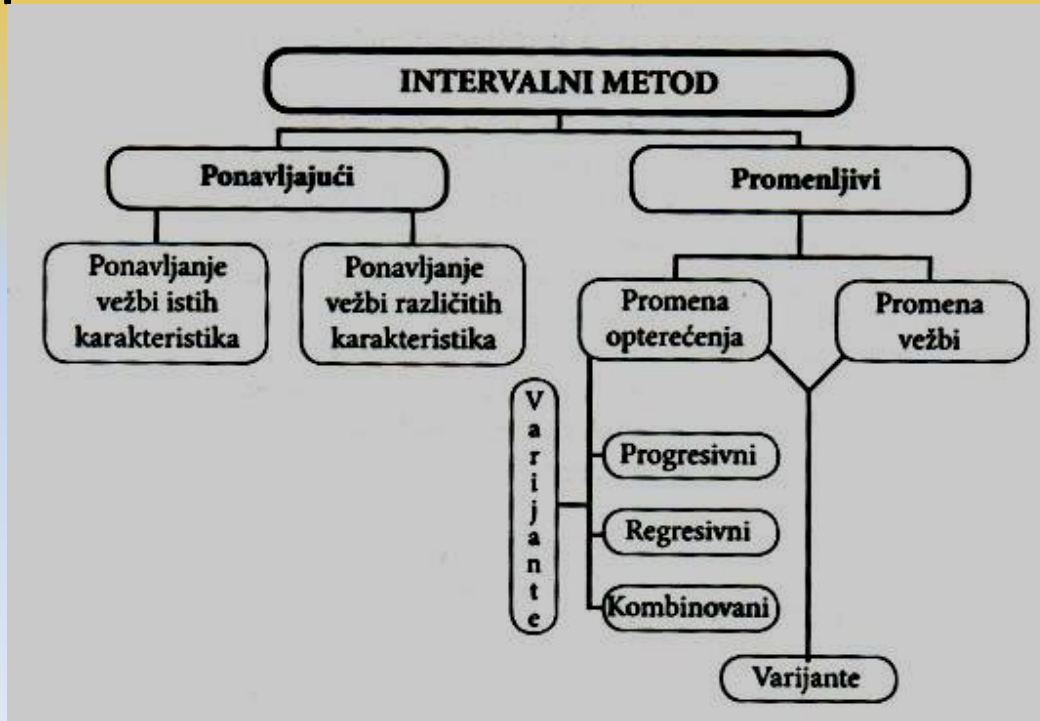 INTERVALNI METOD
Ponavljajući
Promenljivi
Ponavljanje
vežbi istih
karakteristika
Ponavljanje
vežbi različitih
karakteristika
Promena
opterećenja
Promena
vežbi
Varijante
Progresivni
Regresivni
Kombinovani
Varijante